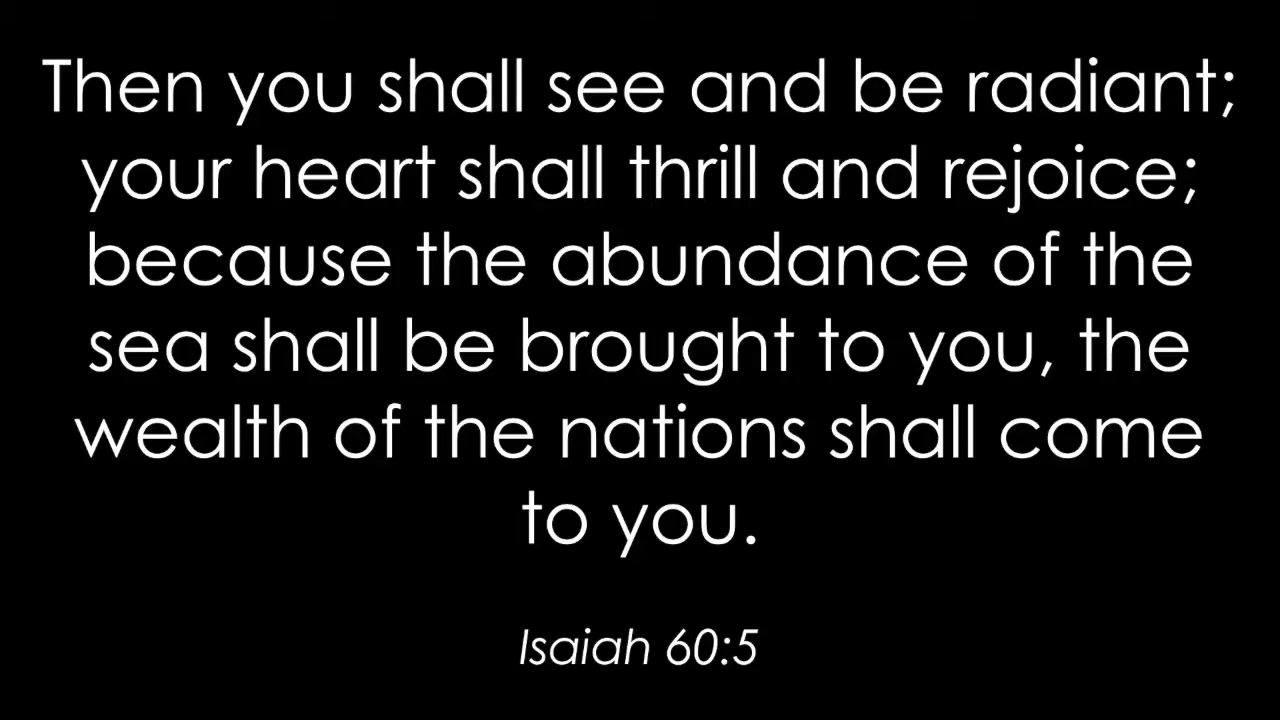 Then you shall see and be radiant;
your heart shall thrill and rejoice;
because the abundance of the
sea shall be brought to you, the
wealth of the nations shall come
to you.
Isaiah 60:5